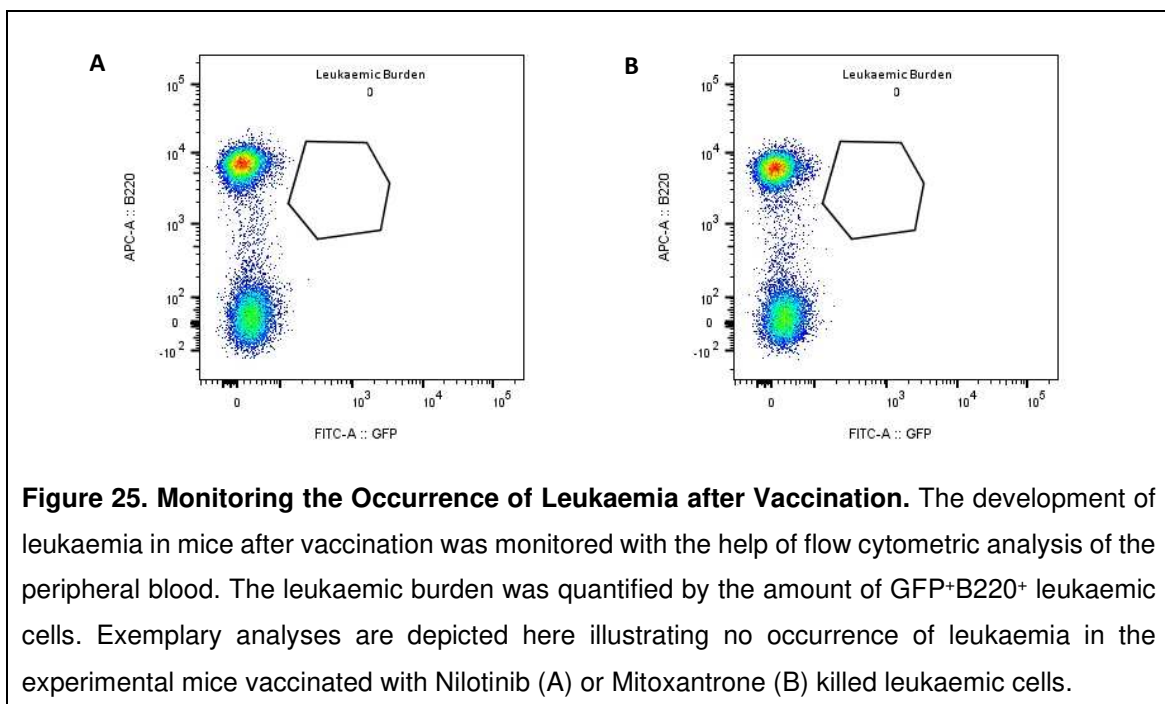 A
Leukaemic Burden
0
10^5
10^4
10^3
10^2
0
-10^2
APC-A :: B220
0
10^3
10^4
10^5
FITC-A :: GFP
B
Leukaemic Burden
0
10^5
10^4
10^3
10^2
0
-10^2
APC-A :: B220
0
10^3
10^4
10^5
FITC-A :: GFP
Figure 25. Monitoring the Occurrence of Leukaemia after Vaccination. The development of
leukaemia in mice after vaccination was monitored with the help of flow cytometric analysis of the
peripheral blood. The leukaemic burden was quantified by the amount of GFP⁺B220⁺ leukaemic
cells. Exemplary analyses are depicted here illustrating no occurrence of leukaemia in the
experimental mice vaccinated with Nilotinib (A) or Mitoxantrone (B) killed leukaemic cells.